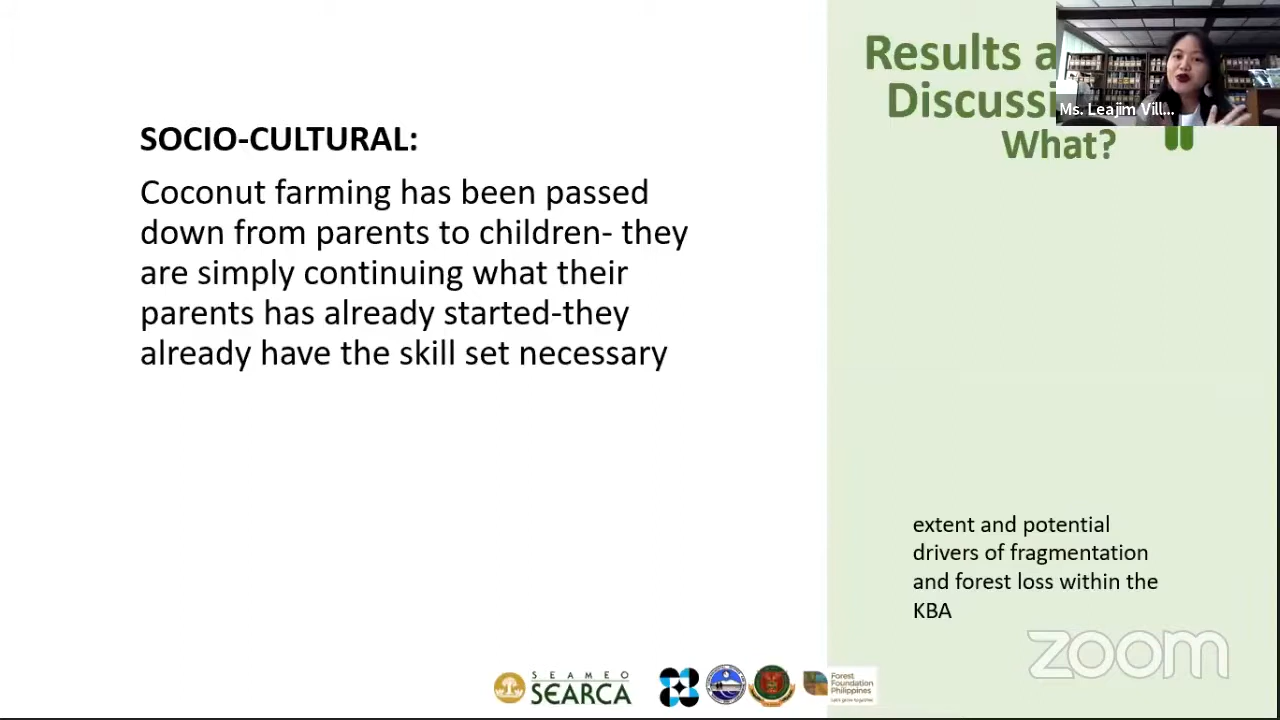 Results a
Discussi
What?
Ms. Leajim Vill...
SOCIO-CULTURAL:
Coconut farming has been passed
down from parents to children- they
are simply continuing what their
parents has already started-they
already have the skill set necessary
extent and potential
drivers of fragmentation
and forest loss within the
KBA
zoom
SEAMEO
SEARCA
Forest
Foundation
Philippines